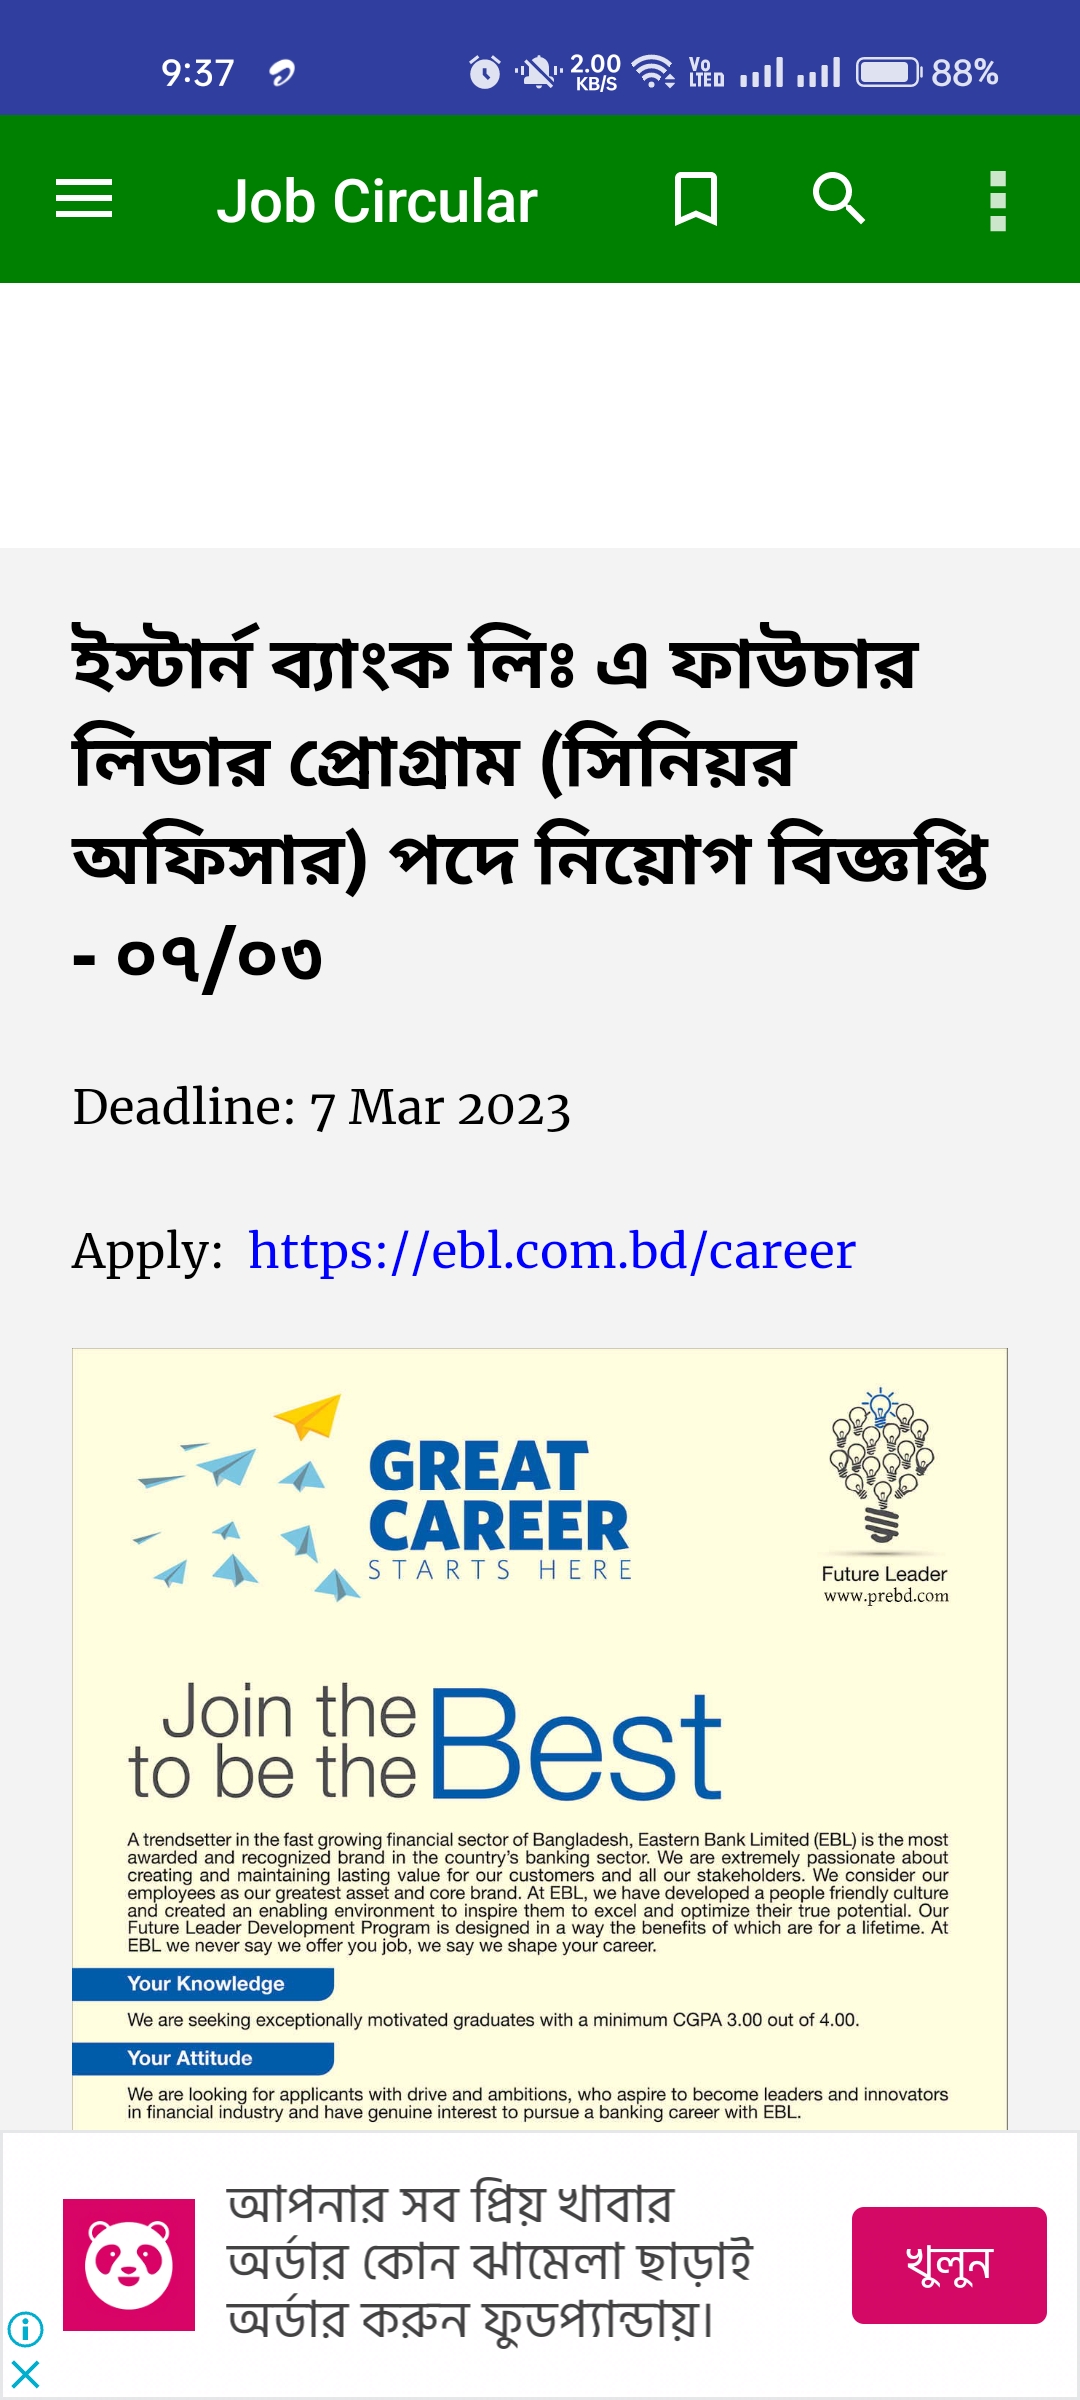 9:37
2.00
KB/S
Vo
LTE
88%
Job Circular
ইস্টার্ন ব্যাংক লিঃ এ ফাউচার
লিডার প্রোগ্রাম (সিনিয়র
অফিসার) পদে নিয়োগ বিজ্ঞপ্তি
- ০৭/০৩
Deadline: 7 Mar 2023
Apply: https://ebl.com.bd/career
GREAT
CAREER
STARTS HERE
Future Leader
www.prebd.com
Join the
to be the Best
A trendsetter in the fast growing financial sector of Bangladesh, Eastern Bank Limited (EBL) is the most
awarded and recognized brand in the country's banking sector. We are extremely passionate about
creating and maintaining lasting value for our customers and all our stakeholders. We consider our
employees as our greatest asset and core brand. At EBL, we have developed a people friendly culture
and created an enabling environment to inspire them to excel and optimize their true potential. Our
Future Leader Development Program is designed in a way the benefits of which are for a lifetime. At
EBL we never say we offer you job, we say we shape your career.
Your Knowledge
We are seeking exceptionally motivated graduates with a minimum CGPA 3.00 out of 4.00.
Your Attitude
We are looking for applicants with drive and ambitions, who aspire to become leaders and innovators
in financial industry and have genuine interest to pursue a banking career with EBL.
আপনার সব প্রিয় খাবার
অর্ডার কোন ঝামেলা ছাড়াই
অর্ডার করুন ফুডপ্যান্ডায়।
খুলুন